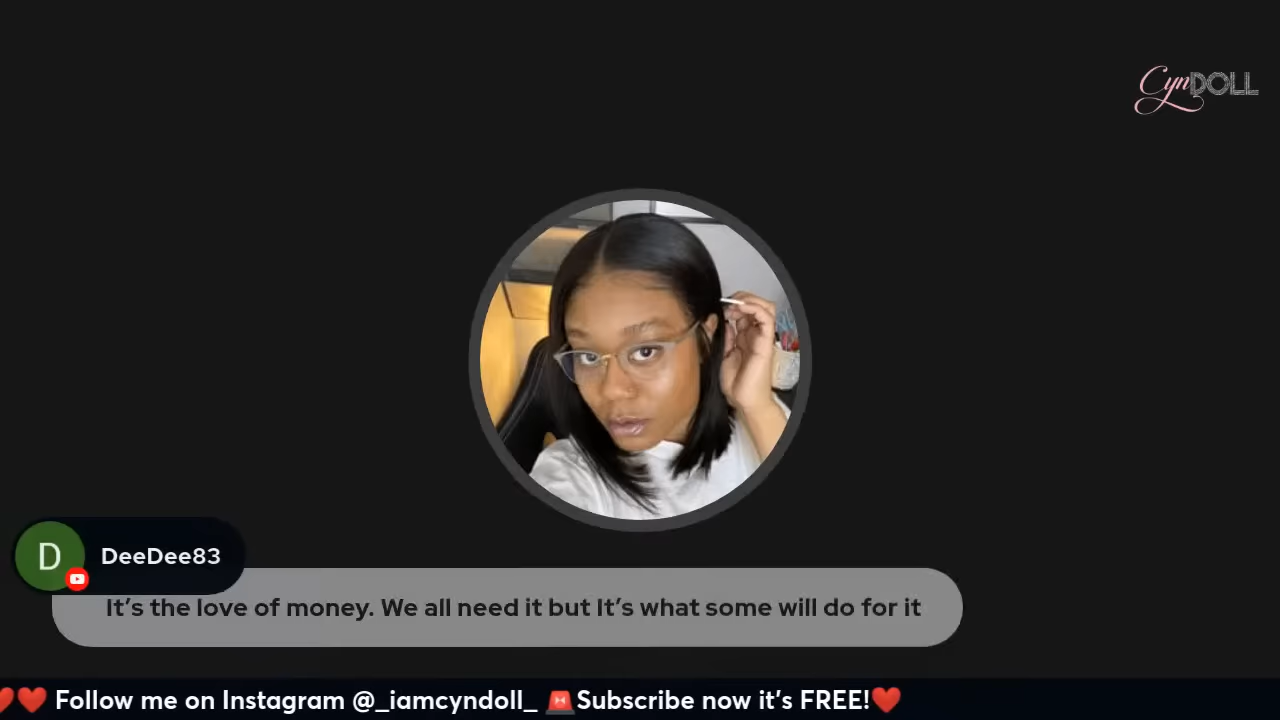 CynDOLL
D
DeeDee83
It’s the love of money. We all need it but It’s what some will do for it
❤️❤️ Follow me on Instagram @_iamcyndoll_ 🚨Subscribe now it's FREE!❤️